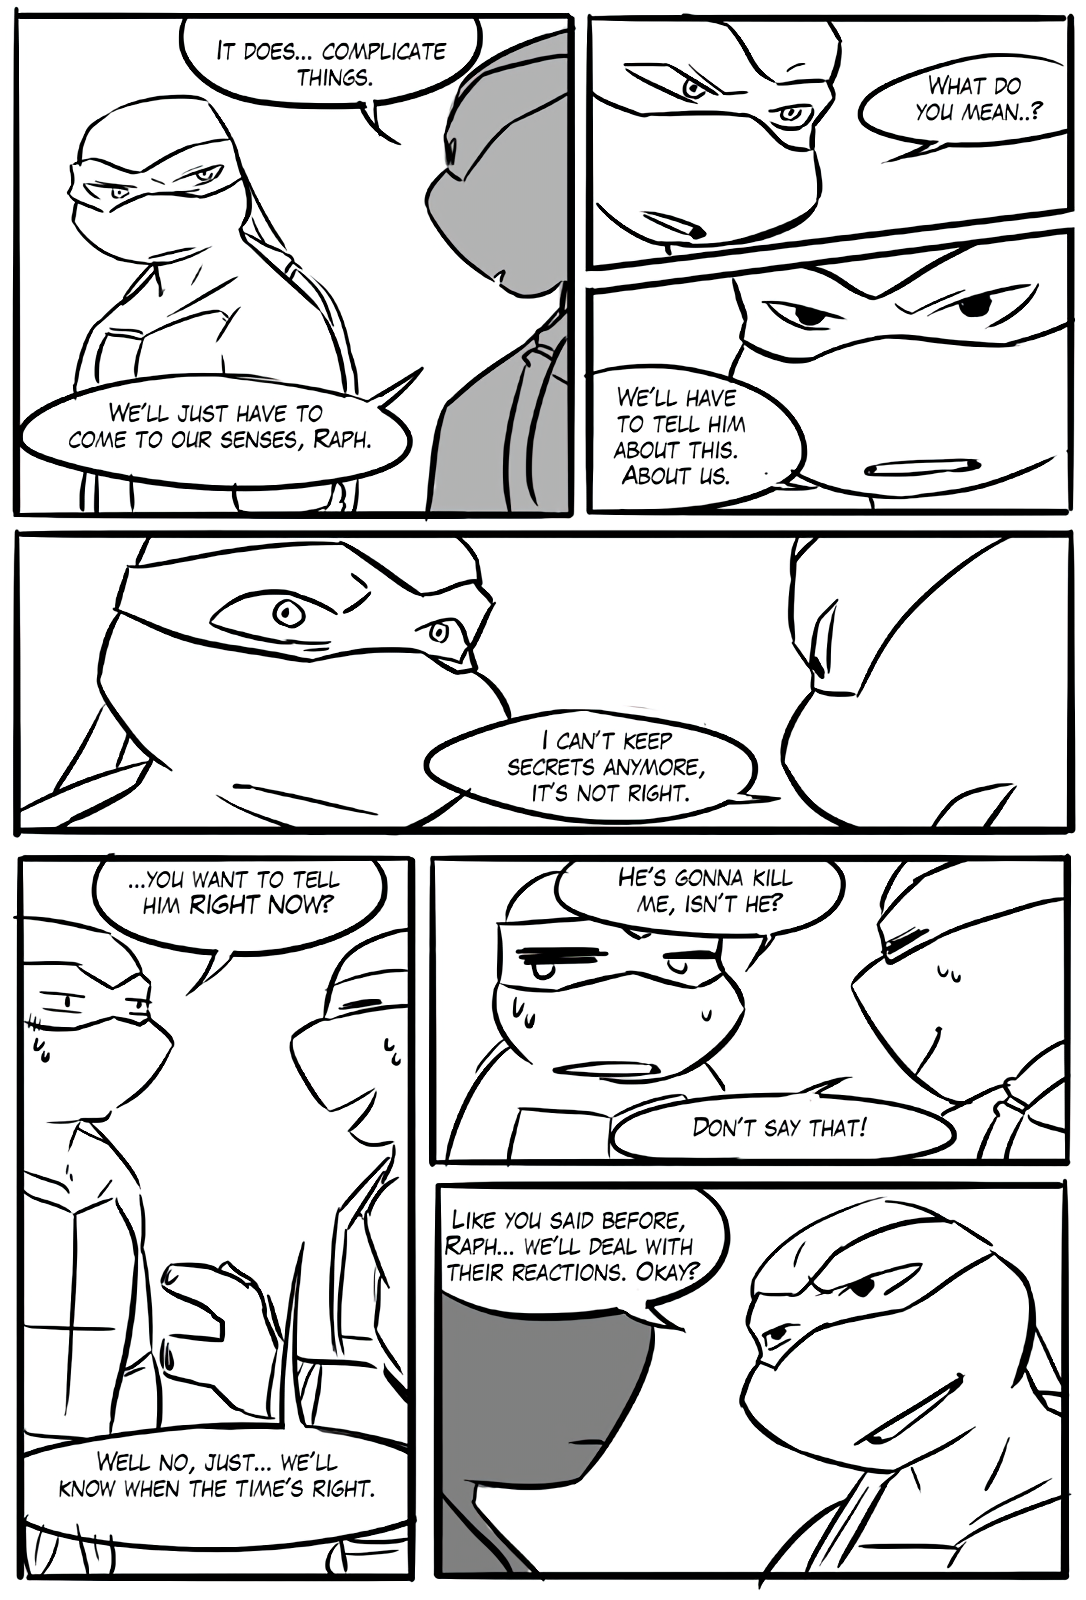 It does... complicate
things.
We'll just have to
come to our senses, Raph.
What do
you mean..?
We'll have
to tell him
about this.
About us.
I can't keep
secrets anymore,
it's not right.
...you want to tell
him RIGHT NOW?
Well no, just... we'll
know when the time's right.
He's gonna kill
me, isn't he?
Don't say that!
Like you said before,
Raph... we'll deal with
their reactions. Okay?